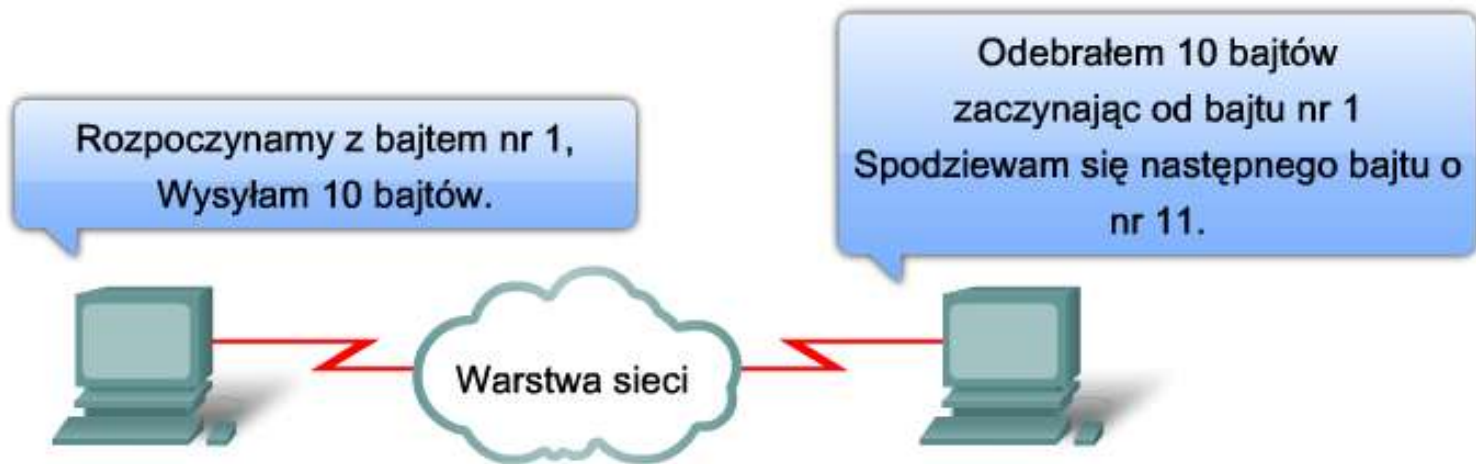 Rozpoczynamy z bajtem nr 1,
Wysyłam 10 bajtów.
Odebrałem 10 bajtów
zaczynając od bajtu nr 1
Spodziewam się następnego bajtu o
nr 11.
Warstwa sieci